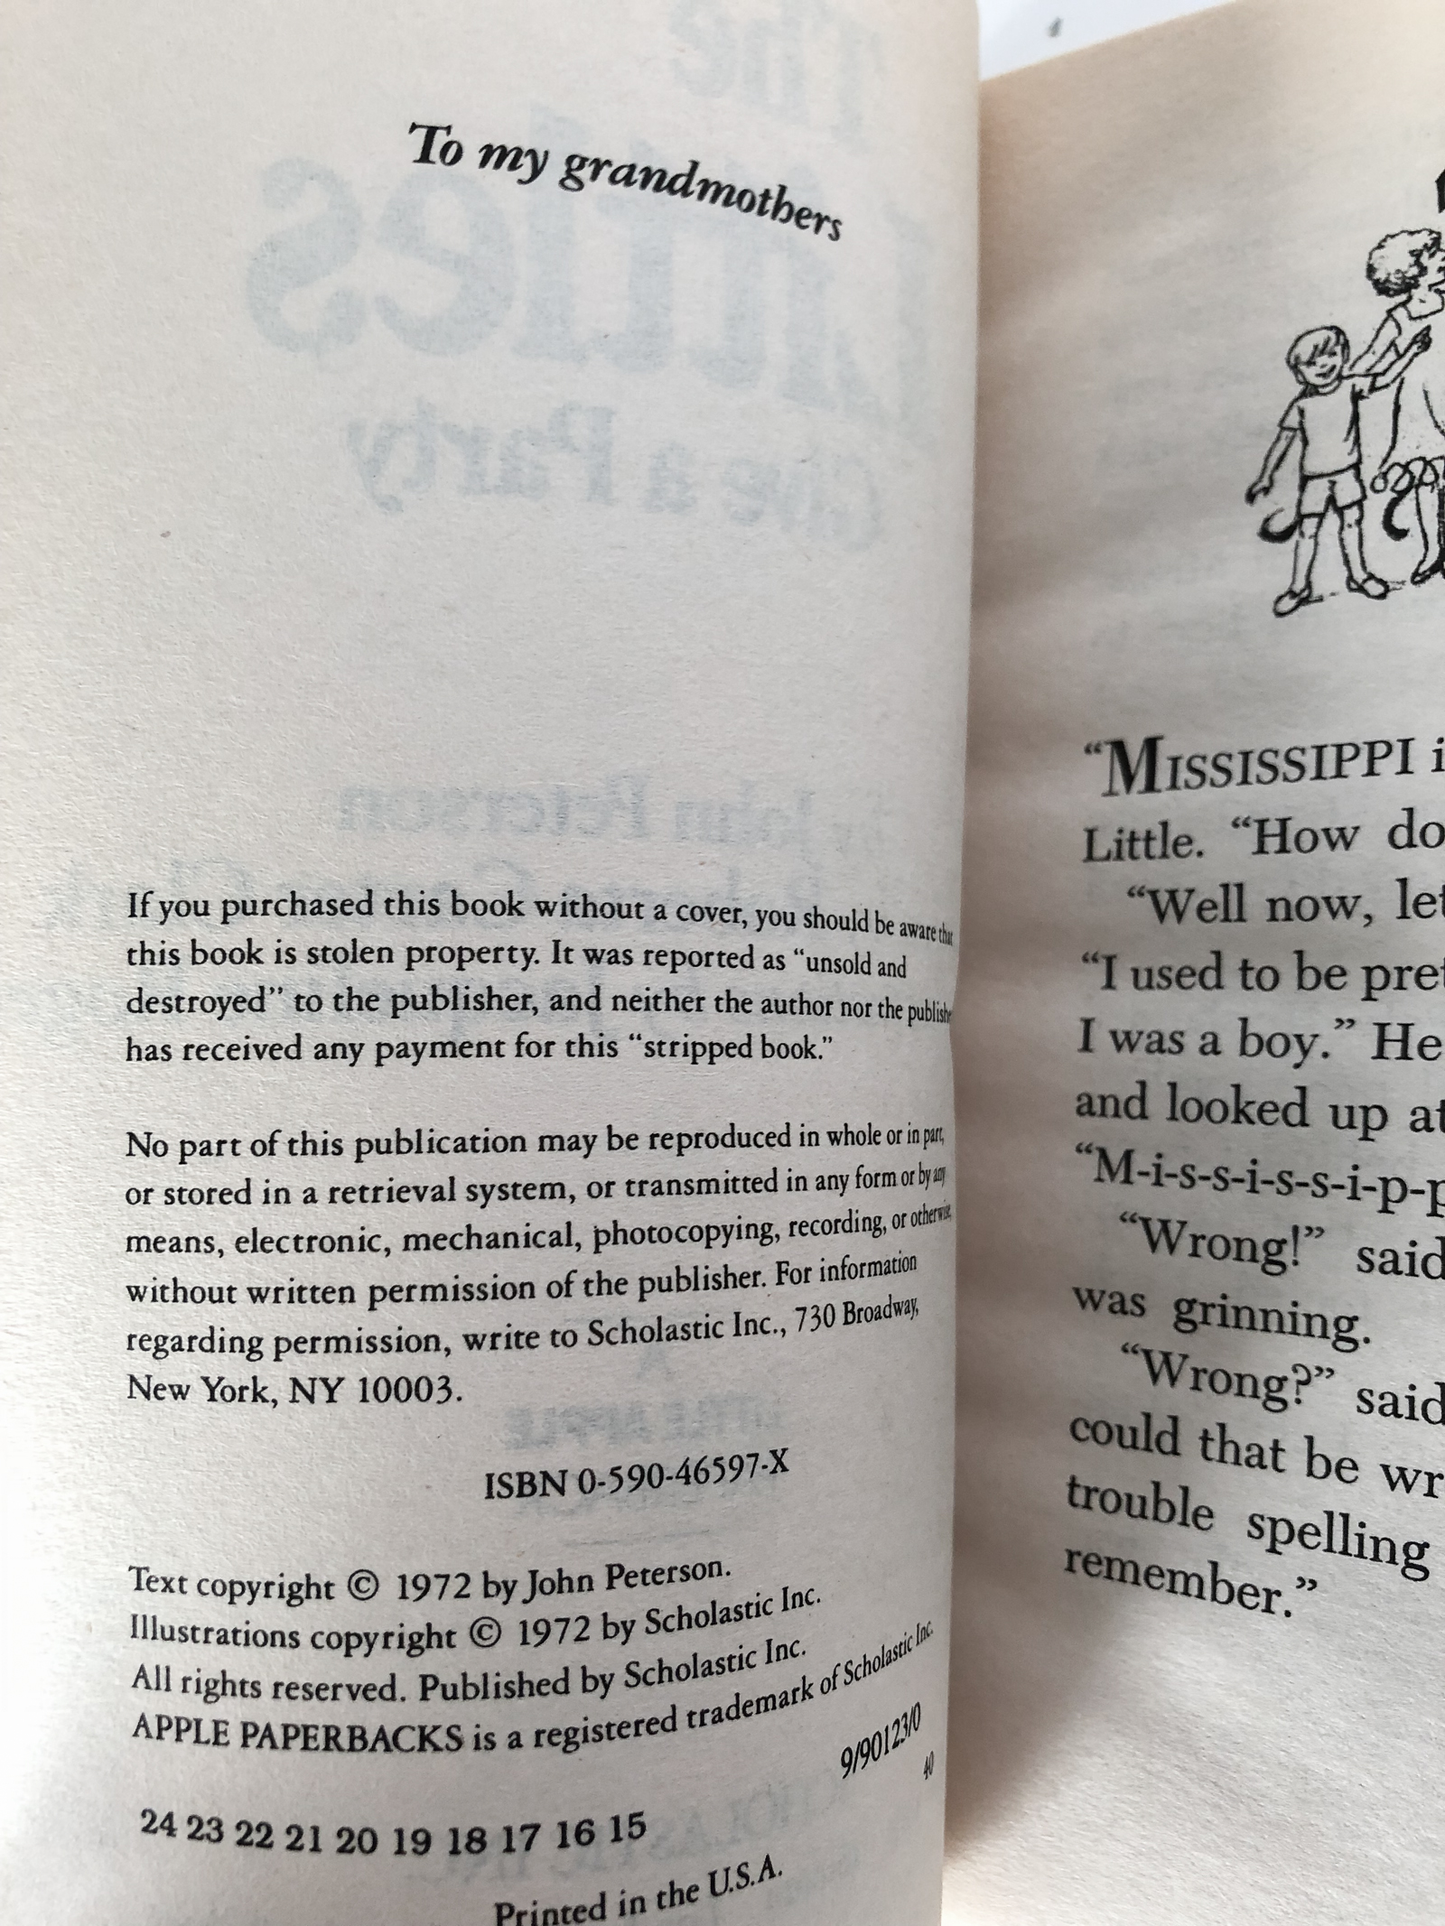 To my grandmothers
If you purchased this book without a cover, you should be aware that
this book is stolen property. It was reported as “unsold and
destroyed” to the publisher, and neither the author nor the
has received any payment for this “stripped book.”
No part of this publication may be reproduced in whole or in part,
or stored in a retrieval system, or transmitted in any form or by any
means, electronic, mechanical, photocopying, recording, or otherwise,
without written permission of the publisher. For information
regarding permission, write to Scholastic Inc., 730 Broadway,
New York, NY 10003.
ISBN 0-590-46597-X
Text copyright © 1972 by John Peterson.
Illustrations copyright © 1972 by Scholastic Inc.
All rights reserved. Published by Scholastic Inc.
APPLE PAPERBACKS is a registered trademark of Scholastic Inc.
24 23 22 21 20 19 18 17 16 15
9/90123/0
40
Printed in the U.S.A.
“MISSISSIPPI
Little. “How do
“Well now,
“I used to be
I was a boy.” He
and looked up
“M-i-s-s-i-s-s-i-p-
“Wrong!” said
was grinning.
“Wrong?” said
could that be
trouble spelling
remember.”